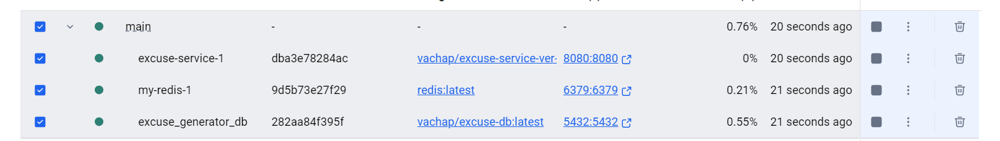 main - - - 0.76% 20 seconds ago
excuse-service-1 dba3e78284ac vachap/excuse-service-ver- 8080:8080 0% 20 seconds ago
my-redis-1 9d5b73e27f29 redis:latest 6379:6379 0.21% 21 seconds ago
excuse_generator_db 282aa84f395f vachap/excuse-db:latest 5432:5432 0.55% 21 seconds ago